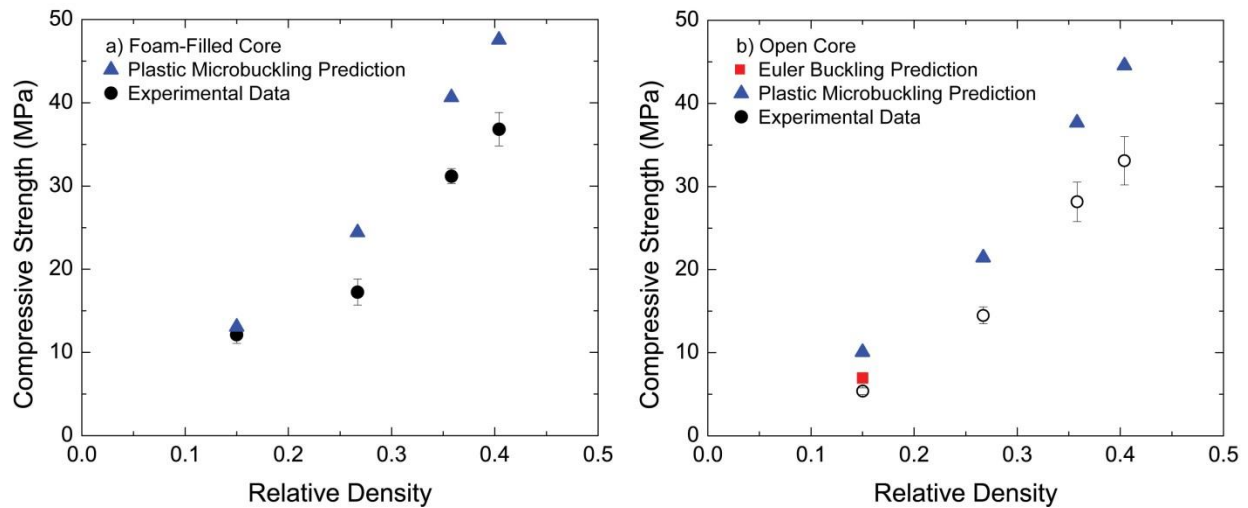 a) Foam-Filled Core
Plastic Microbuckling Prediction
Experimental Data
Compressive Strength (MPa)
50
40
30
20
10
0
0.0 0.1 0.2 0.3 0.4 0.5
Relative Density
b) Open Core
Euler Buckling Prediction
Plastic Microbuckling Prediction
Experimental Data
Compressive Strength (MPa)
50
40
30
20
10
0
0.0 0.1 0.2 0.3 0.4 0.5
Relative Density